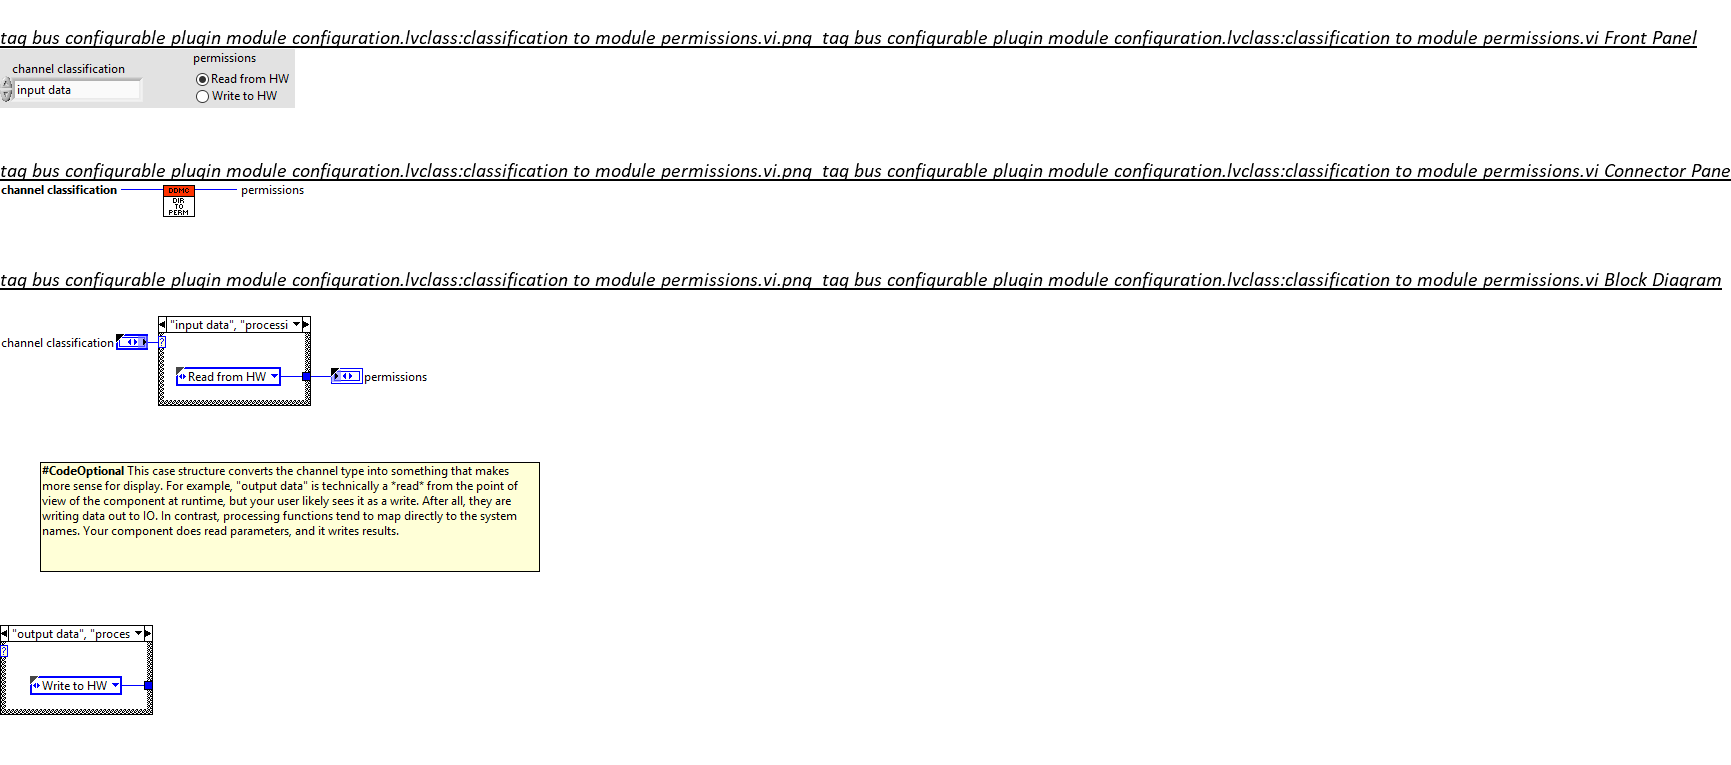 tag bus configurable plugin module configuration.lvclass:classification to module permissions.vi.png  tag bus configurable plugin module configuration.lvclass:classification to module permissions.vi Front Panel
permissions
channel classification
Read from HW
input data
Write to HW
tag bus configurable plugin module configuration.lvclass:classification to module permissions.vi.png  tag bus configurable plugin module configuration.lvclass:classification to module permissions.vi Connector Pane
channel classification
DDMC
permissions
DIR
TO
PERM
tag bus configurable plugin module configuration.lvclass:classification to module permissions.vi.png  tag bus configurable plugin module configuration.lvclass:classification to module permissions.vi Block Diagram
"input data", "processi
channel classification
?
Read from HW
permissions
#CodeOptional This case structure converts the channel type into something that makes
more sense for display. For example, "output data" is technically a *read* from the point of
view of the component at runtime, but your user likely sees it as a write. After all, they are
writing data out to IO. In contrast, processing functions tend to map directly to the system
names. Your component does read parameters, and it writes results.
"output data", "proces
?
Write to HW